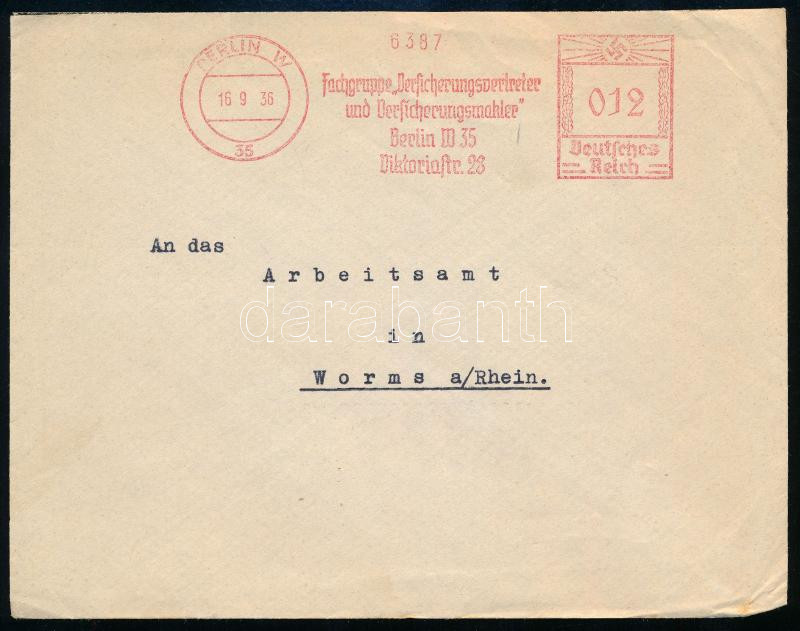 BERLIN W
16 9 36
35
6387
Fachgruppe „Versicherungsvertreter
und Versicherungsmakler"
Berlin W 35
Viktoriastr. 28
012
Deutsches
Reich
An das
Arbeitsamt
darabanth
in
Worms a/Rhein.